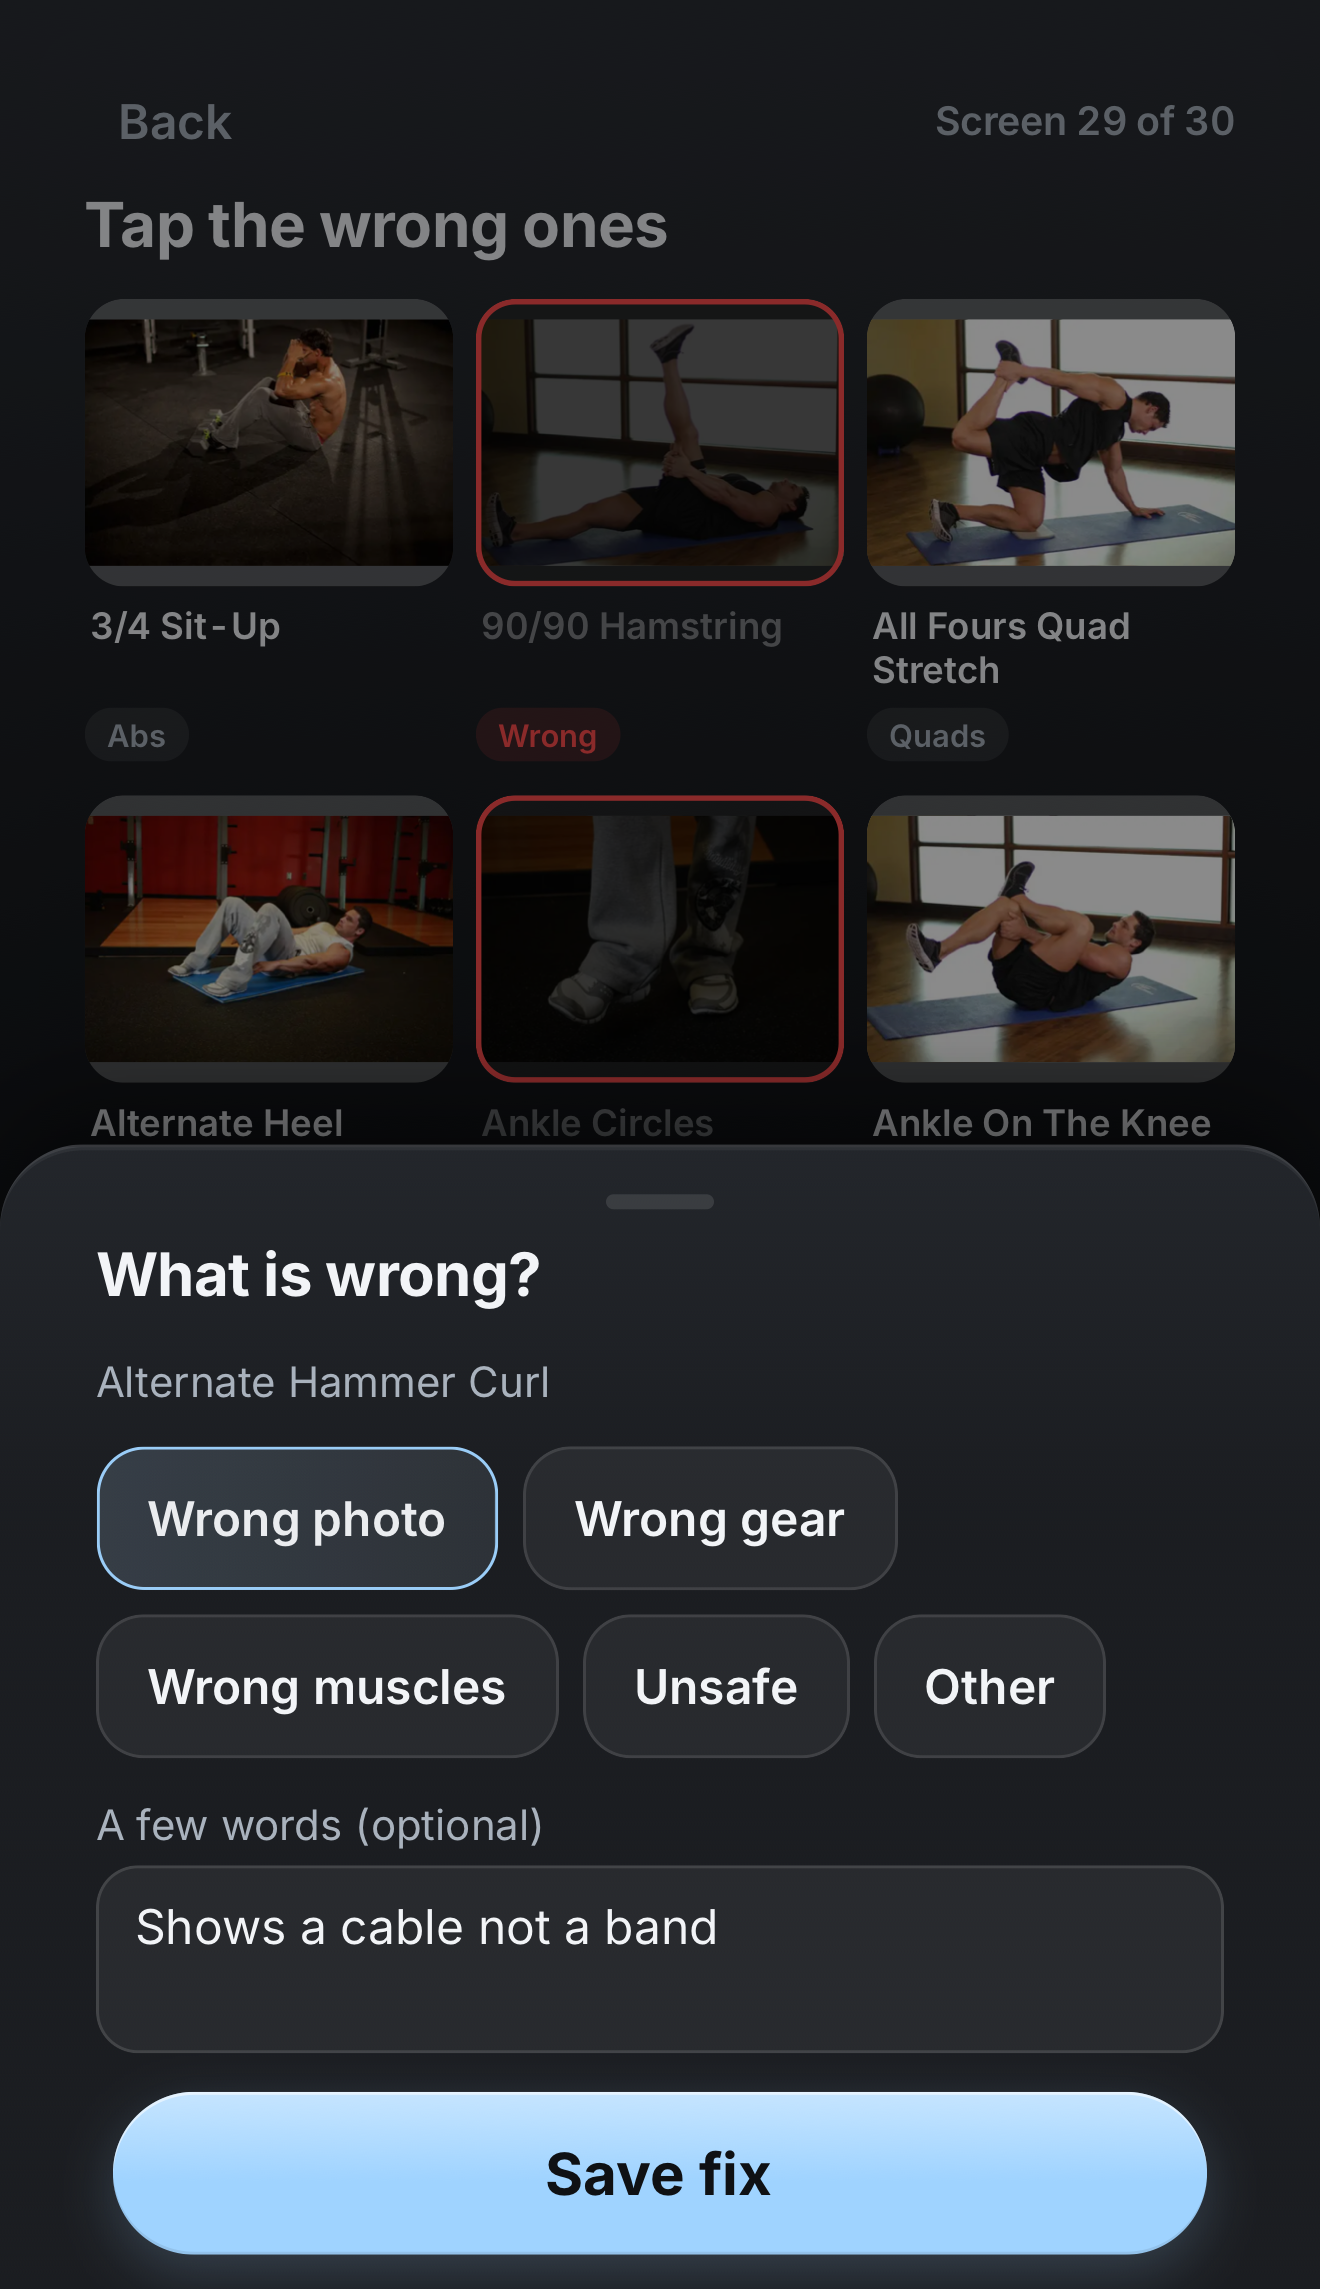 Back
Screen 29 of 30
Tap the wrong ones
3/4 Sit-Up
90/90 Hamstring
All Fours Quad
Stretch
Abs
Wrong
Quads
Alternate Heel
Ankle Circles
Ankle On The Knee
What is wrong?
Alternate Hammer Curl
Wrong photo
Wrong gear
Wrong muscles
Unsafe
Other
A few words (optional)
Shows a cable not a band
Save fix